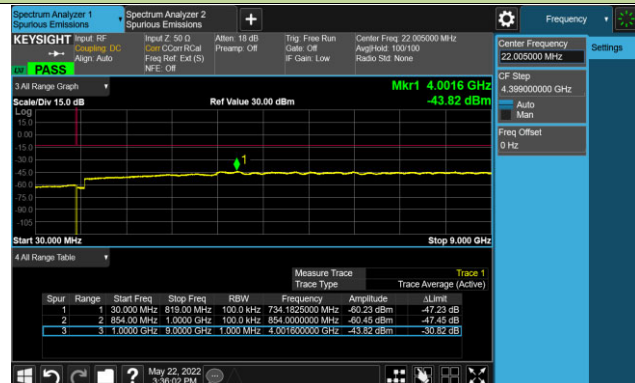 Spectrum Analyzer 1
Spurious Emissions
Spectrum Analyzer 2
Spurious Emissions
+
Frequency
KEYSIGHT
Input: RF
Coupling: DC
Align: Auto
Input Z: 50 Ω
Corr CCorr RCal
Freq Ref: Ext (S)
NFE: Off
Atten: 18 dB
Preamp: Off
Trig: Free Run
Gate: Off
IF Gain: Low
Center Freq: 22.005000 MHz
Avg|Hold: 100/100
Radio Std: None
PASS
Center Frequency
22.005000 MHz
Settings
CF Step
4.399000000 GHz
Auto
Man
Freq Offset
0 Hz
3 All Range Graph
Mkr1 4.0016 GHz
Scale/Div 15.0 dB
Ref Value 30.00 dBm
-43.82 dBm
Log
15.0
0.00
-15.0
-30.0
-45.0
-60.0
-75.0
-90.0
-105
1
Start 30.000 MHz
Stop 9.000 GHz
4 All Range Table
Measure Trace Trace 1
Trace Type Trace Average (Active)
Spur Range Start Freq Stop Freq RBW Frequency Amplitude ΔLimit
1 1 30.000 MHz 819.00 MHz 100.0 kHz 734.1825000 MHz -60.23 dBm -47.23 dB
2 2 854.00 MHz 1.0000 GHz 100.0 kHz 854.0000000 MHz -60.45 dBm -47.45 dB
3 3 1.0000 GHz 9.0000 GHz 1.000 MHz 4.001600000 GHz -43.82 dBm -30.82 dB
?
May 22, 2022
3:36:02 PM